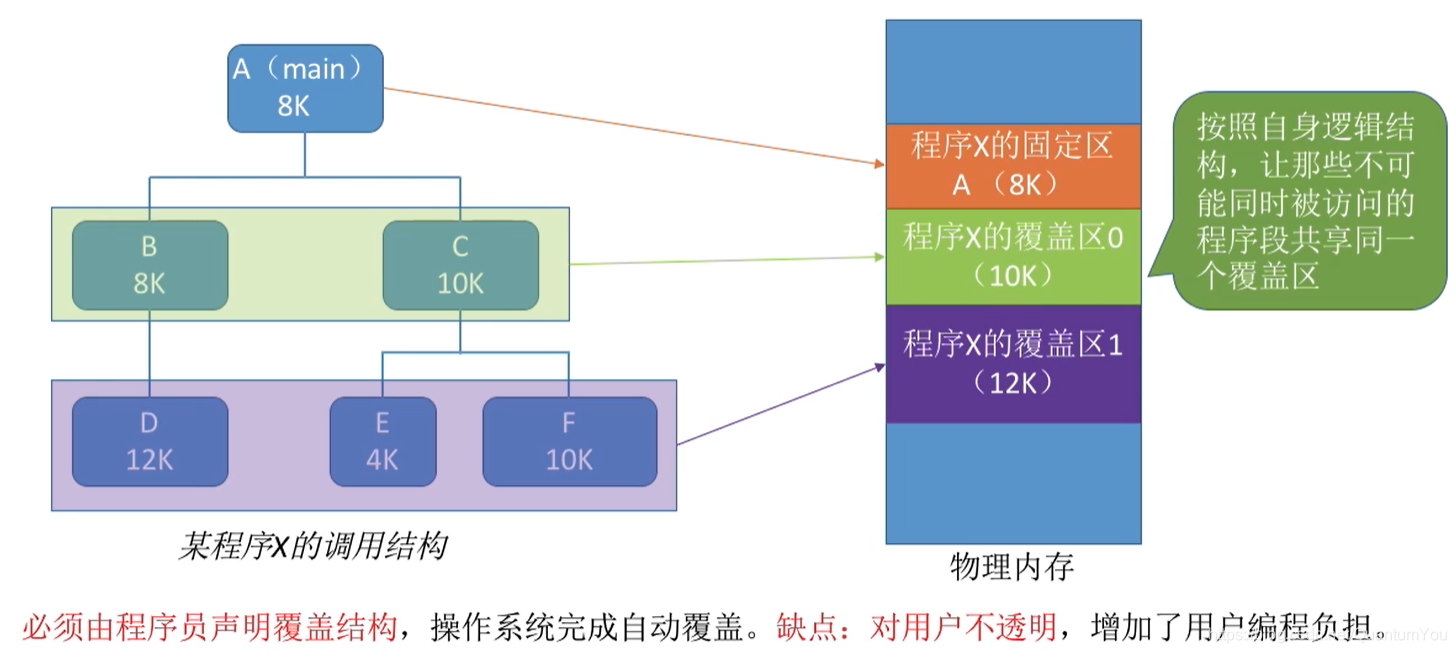 A（main）
8K
B
8K
C
10K
D
12K
E
4K
F
10K
某程序X的调用结构
程序X的固定区
A （8K）
程序X的覆盖区0
（10K）
程序X的覆盖区1
（12K）
物理内存
按照自身逻辑结
构，让那些不可
能同时被访问的
程序段共享同一
个覆盖区
必须由程序员声明覆盖结构，操作系统完成自动覆盖。缺点：对用户不透明，增加了用户编程负担。